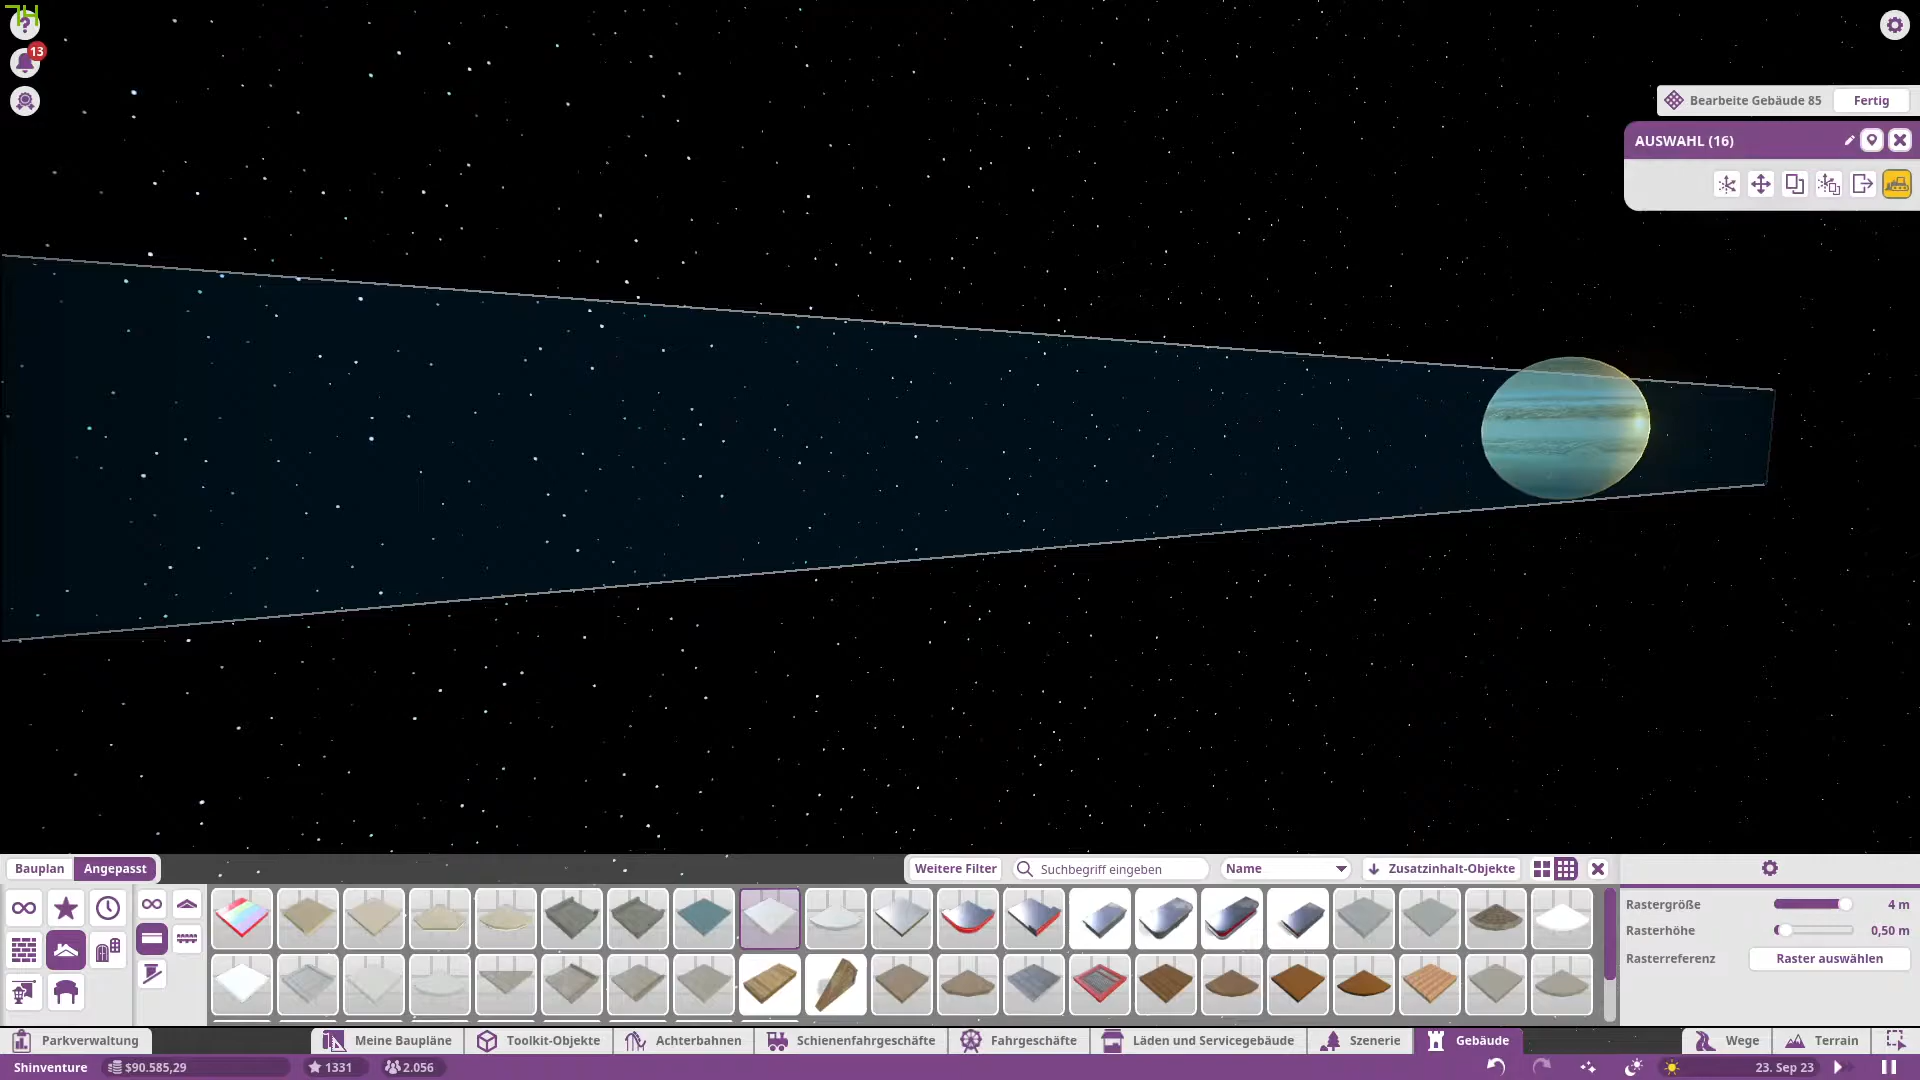 74
?
13
Bearbeite Gebäude 85
Fertig
AUSWAHL (16)
Bauplan
Angepasst
Weitere Filter
Suchbegriff eingeben
Name
Zusatzinhalt-Objekte
Rastergröße
4 m
Rasterhöhe
0,50 m
Rasterreferenz
Raster auswählen
Parkverwaltung
Meine Baupläne
Toolkit-Objekte
Achterbahnen
Schienenfahrgeschäfte
Fahrgeschäfte
Läden und Servicegebäude
Szenerie
Gebäude
Wege
Terrain
Shinventure
$90.585,29
1331
2.056
23. Sep 23